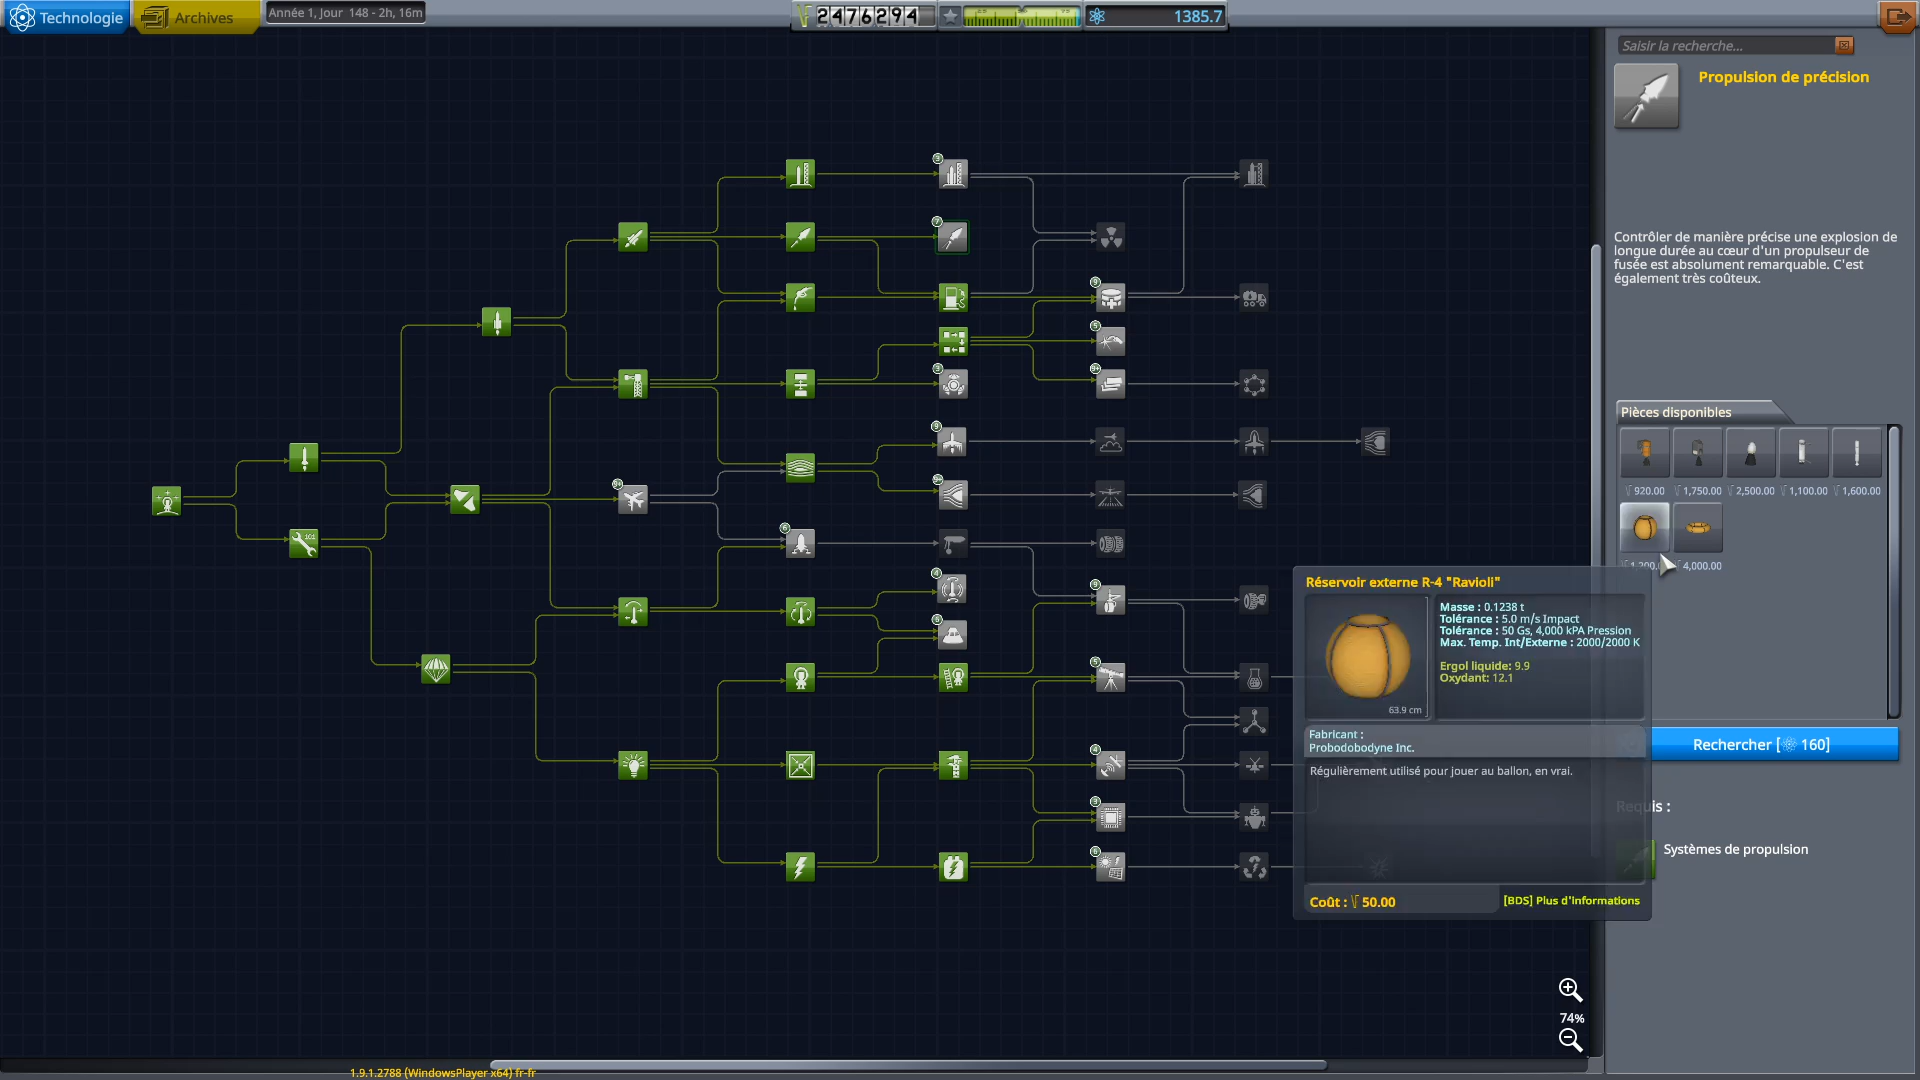 Technologie
Archives
Année 1, Jour 148 - 2h, 16m
2476294
1385.7
Saisir la recherche...
Propulsion de précision
Contrôler de manière précise une explosion de
longue durée au cœur d'un propulseur de
fusée est absolument remarquable. C'est
également très coûteux.
Pièces disponibles
920.00
1,750.00
2,500.00
1,100.00
1,600.00
4,000.00
Réservoir externe R-4 "Ravioli"
Masse : 0.1238 t
Tolérance : 5.0 m/s Impact
Tolérance : 50 Gs, 4,000 kPA Pression
Max. Temp. Int/Externe : 2000/2000 K
Ergol liquide: 9.9
Oxydant: 12.1
63.9 cm
Fabricant :
Probodobodyne Inc.
Régulièrement utilisé pour jouer au ballon, en vrai.
Coût : 50.00
[BDS] Plus d'informations
Rechercher [160]
Requis :
Systèmes de propulsion
74%
1.9.1.2788 (WindowsPlayer x64) fr-fr